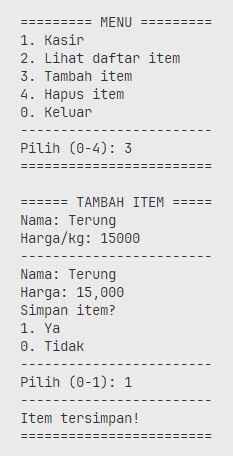 ========= MENU =========
1. Kasir
2. Lihat daftar item
3. Tambah item
4. Hapus item
0. Keluar
------------------------
Pilih (0-4): 3
========================
====== TAMBAH ITEM =====
Nama: Terung
Harga/kg: 15000
------------------------
Nama: Terung
Harga: 15,000
Simpan item?
1. Ya
0. Tidak
------------------------
Pilih (0-1): 1
------------------------
Item tersimpan!
========================